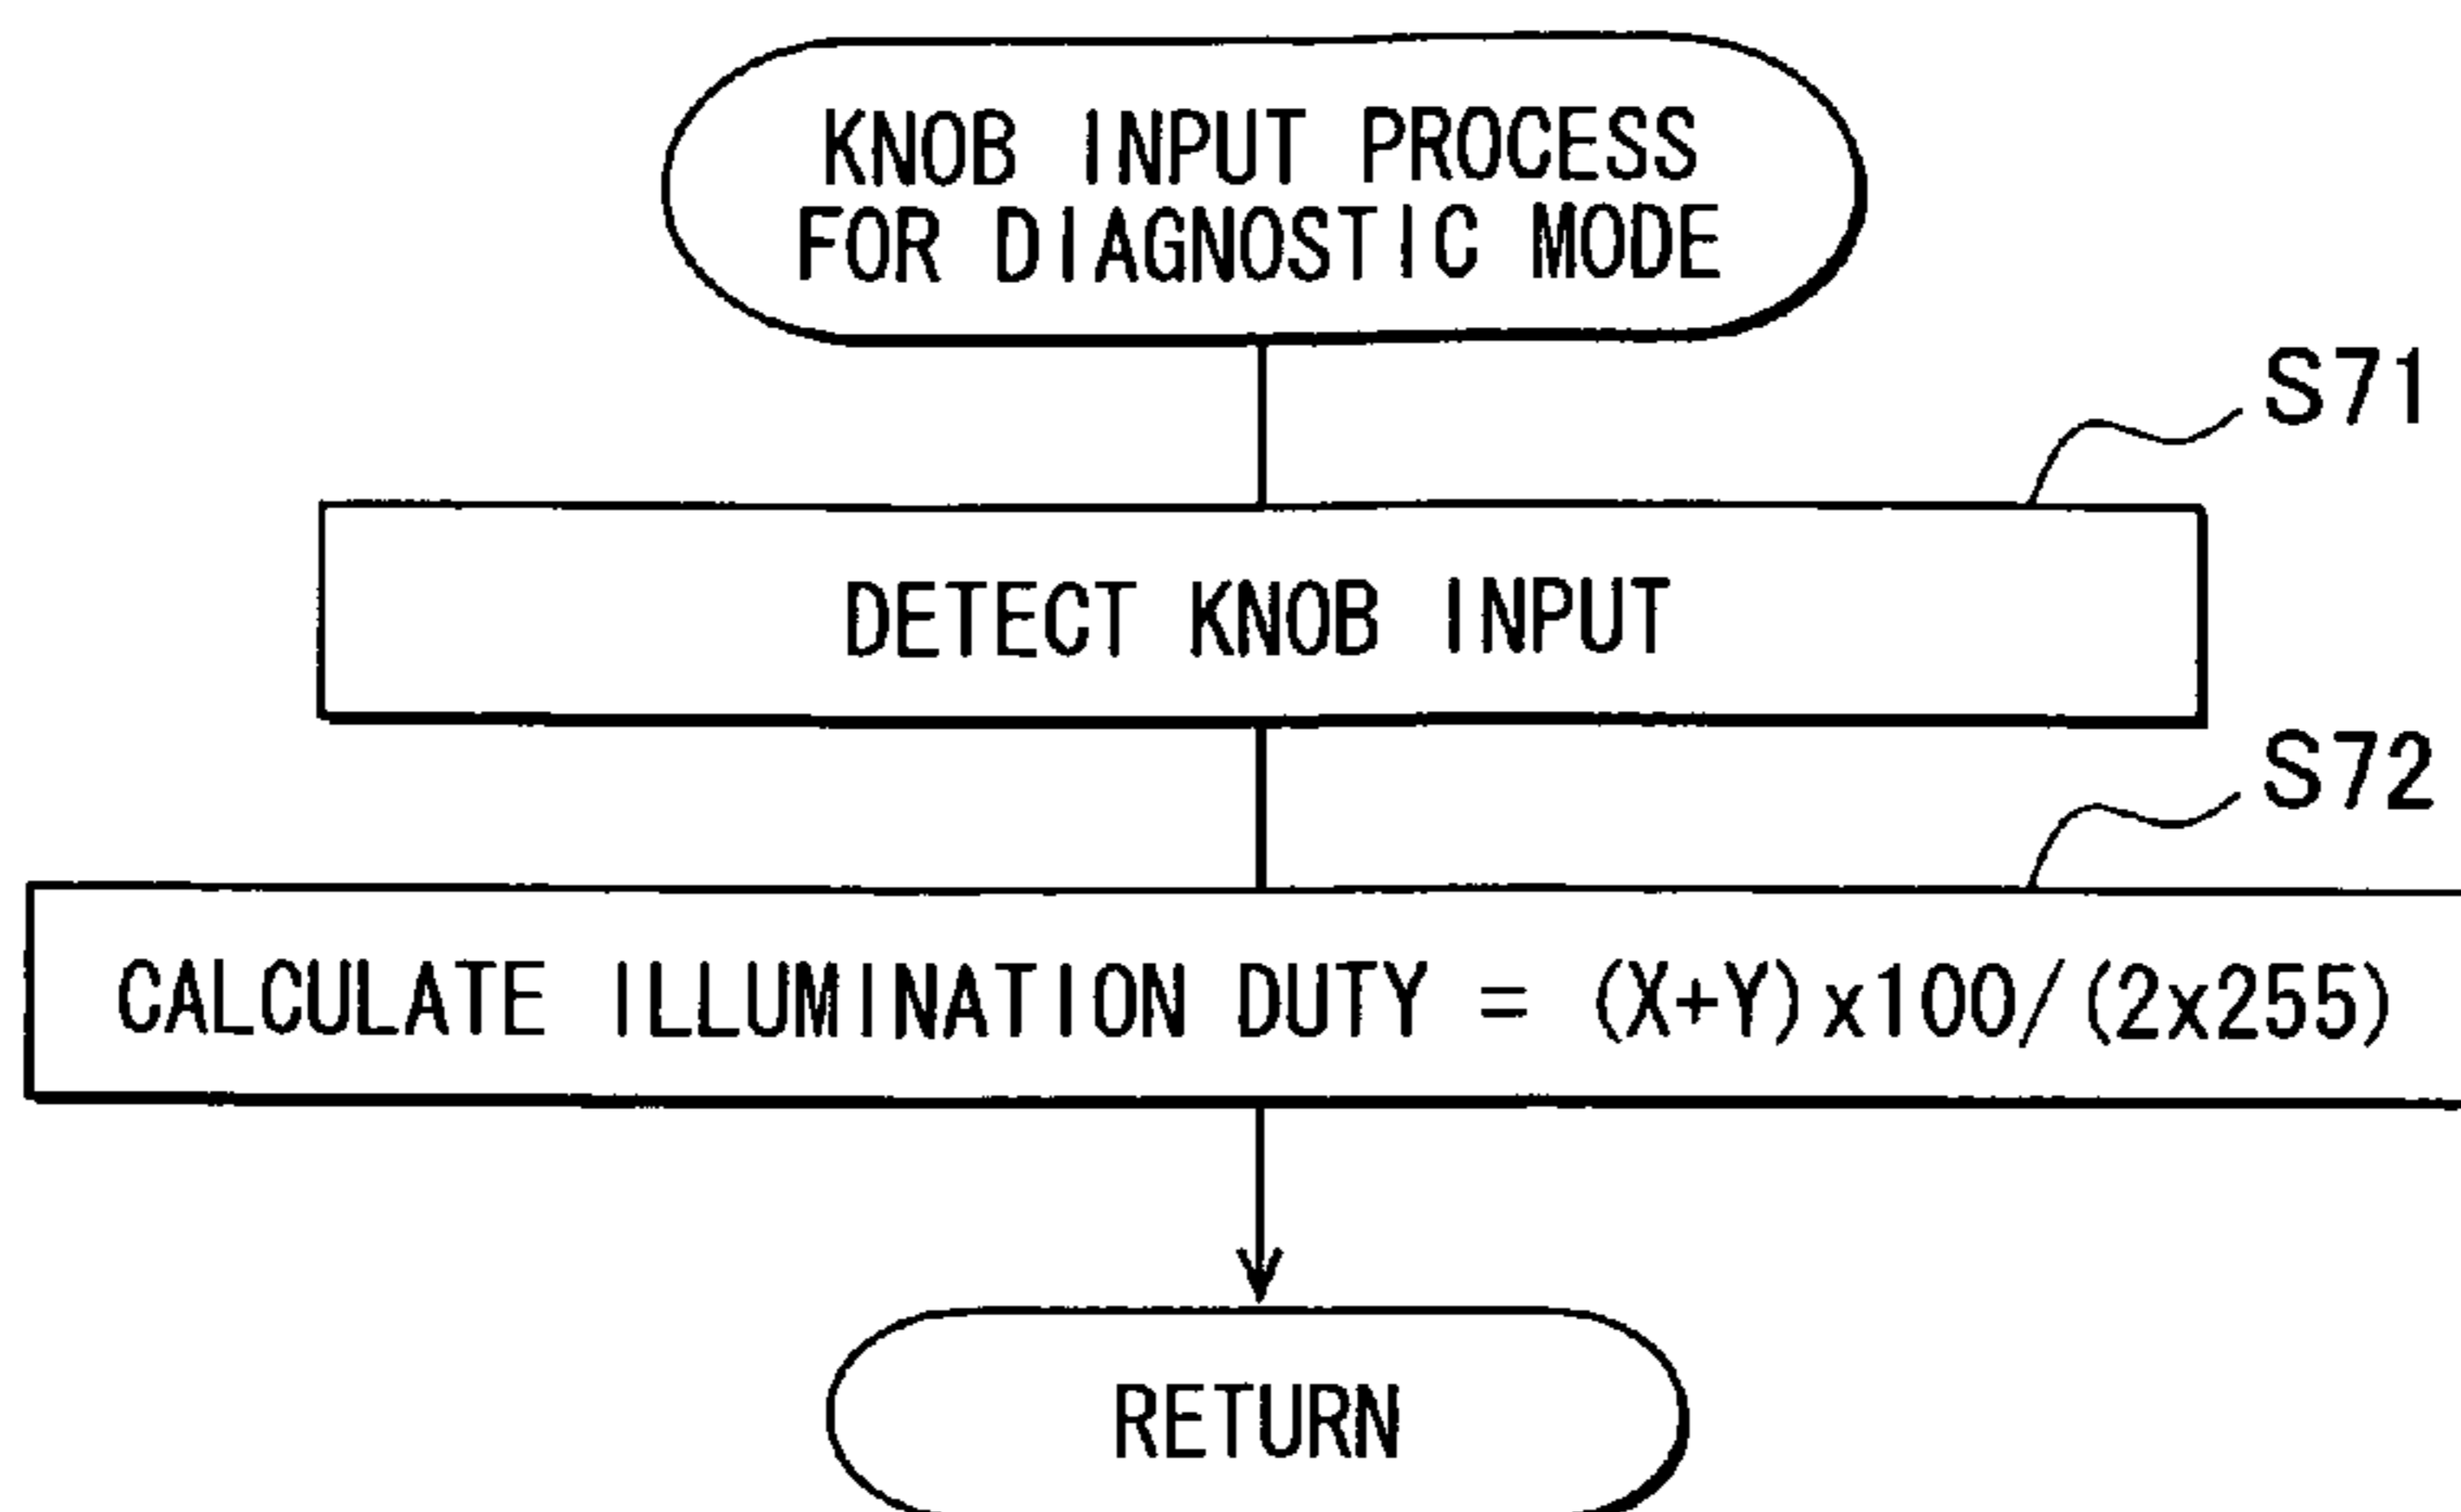 KNOB INPUT PROCESS
FOR DIAGNOSTIC MODE
S71
DETECT KNOB INPUT
S72
CALCULATE ILLUMINATION DUTY = (X+Y)x100/(2x255)
RETURN